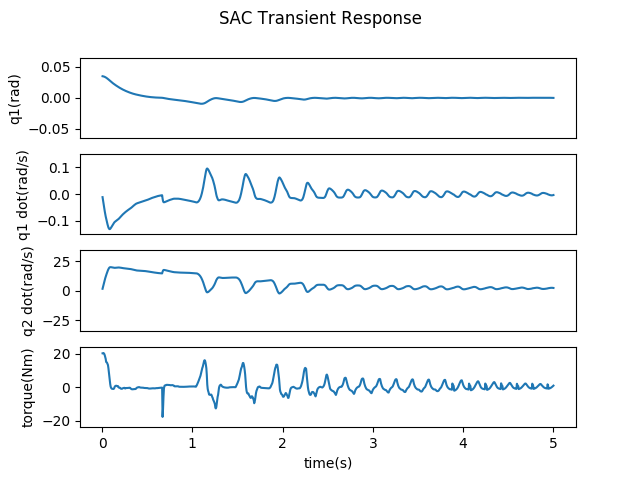 SAC Transient Response
q1(rad)
0.05
0.00
−0.05
q1 dot(rad/s)
0.1
0.0
−0.1
q2 dot(rad/s)
25
0
−25
torque(Nm)
20
0
−20
0 1 2 3 4 5
time(s)